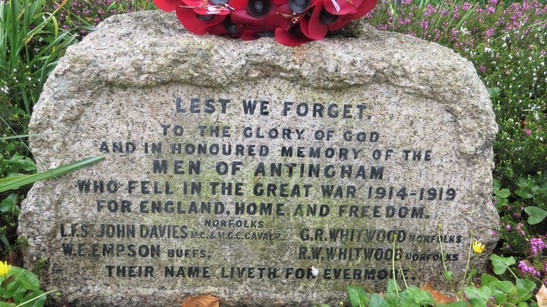 LEST WE FORGET.
TO THE GLORY OF GOD
AND IN HONOURED MEMORY OF THE
MEN OF ANTINGHAM
WHO FELL IN THE GREAT WAR 1914-1919
FOR ENGLAND, HOME, AND FREEDOM.
NORFOLKS
LT. S. JOHN DAVIES M.C. & M.G.C. CAVALRY. G.R. WHITWOOD NORFOLKS
W.E. EMPSON BUFFS. R.W. WHITWOOD NORFOLKS
THEIR NAME LIVETH FOR EVERMORE.